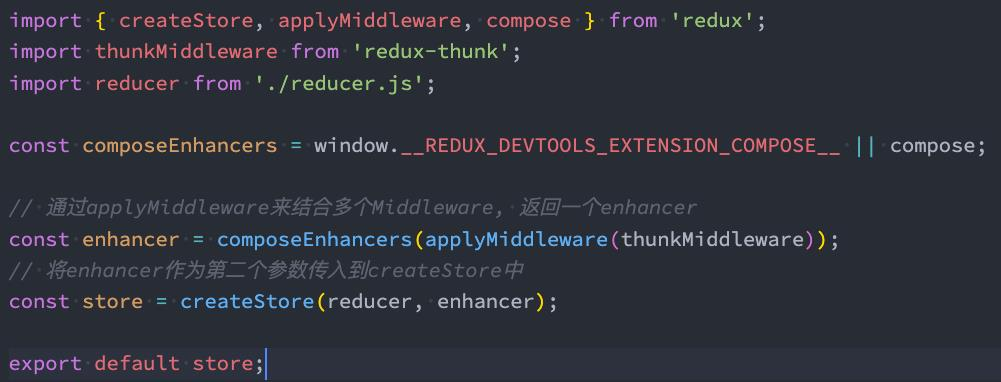 import { createStore, applyMiddleware, compose } from 'redux';
import thunkMiddleware from 'redux-thunk';
import reducer from './reducer.js';
const composeEnhancers = window.__REDUX_DEVTOOLS_EXTENSION_COMPOSE__ || compose;
// 通过applyMiddleware来结合多个Middleware, 返回一个enhancer
const enhancer = composeEnhancers(applyMiddleware(thunkMiddleware));
// 将enhancer作为第二个参数传入到createStore中
const store = createStore(reducer, enhancer);
export default store;